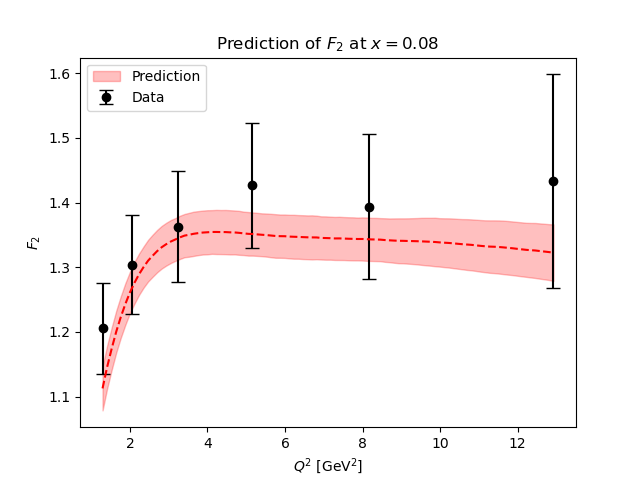 Prediction of F₂ at x = 0.08
Prediction
Data
1.6
1.5
1.4
1.3
1.2
1.1
F₂
2
4
6
8
10
12
Q² [GeV²]